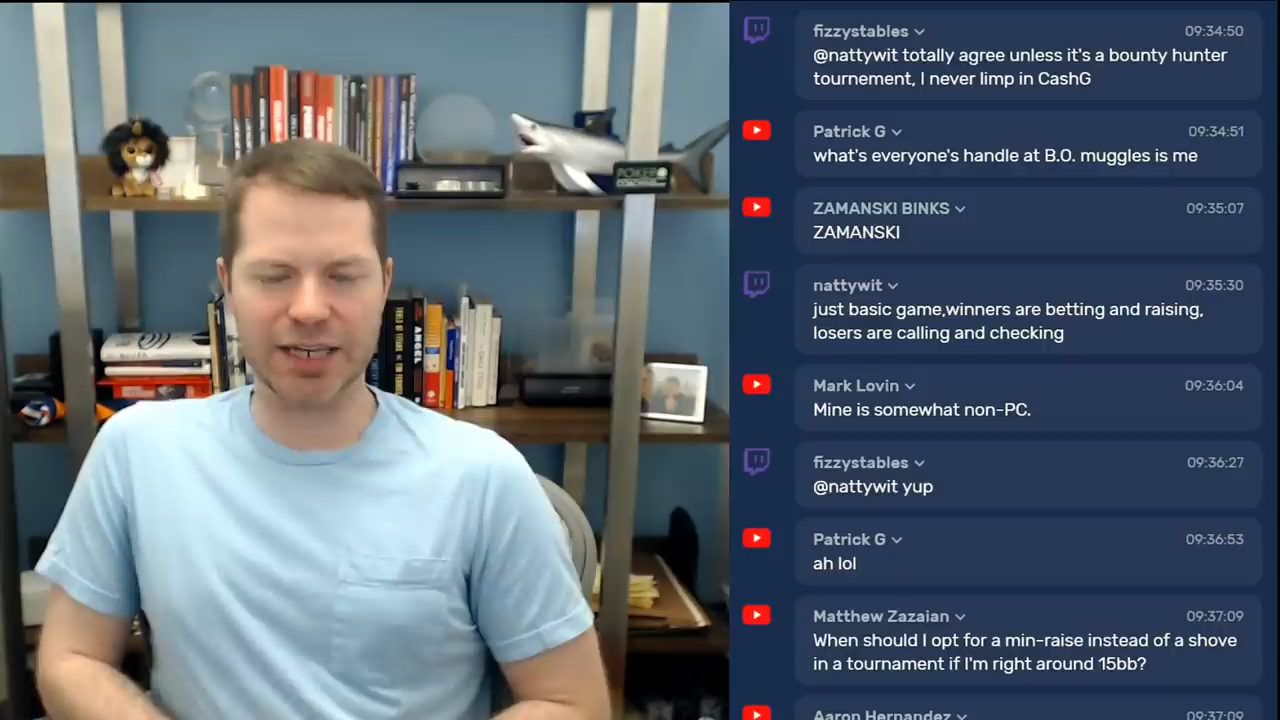 fizzystables
09:34:50
@nattywit totally agree unless it's a bounty hunter
tournement, I never limp in CashG
Patrick G
09:34:51
what's everyone's handle at B.O. muggles is me
ZAMANSKI BINKS
09:35:07
ZAMANSKI
nattywit
09:35:30
just basic game,winners are betting and raising,
losers are calling and checking
Mark Lovin
09:36:04
Mine is somewhat non-PC.
fizzystables
09:36:27
@nattywit yup
Patrick G
09:36:53
ah lol
Matthew Zazaian
09:37:09
When should I opt for a min-raise instead of a shove
in a tournament if I'm right around 15bb?
Aaron Hernandez
09:37:09
POKER
ANGEL